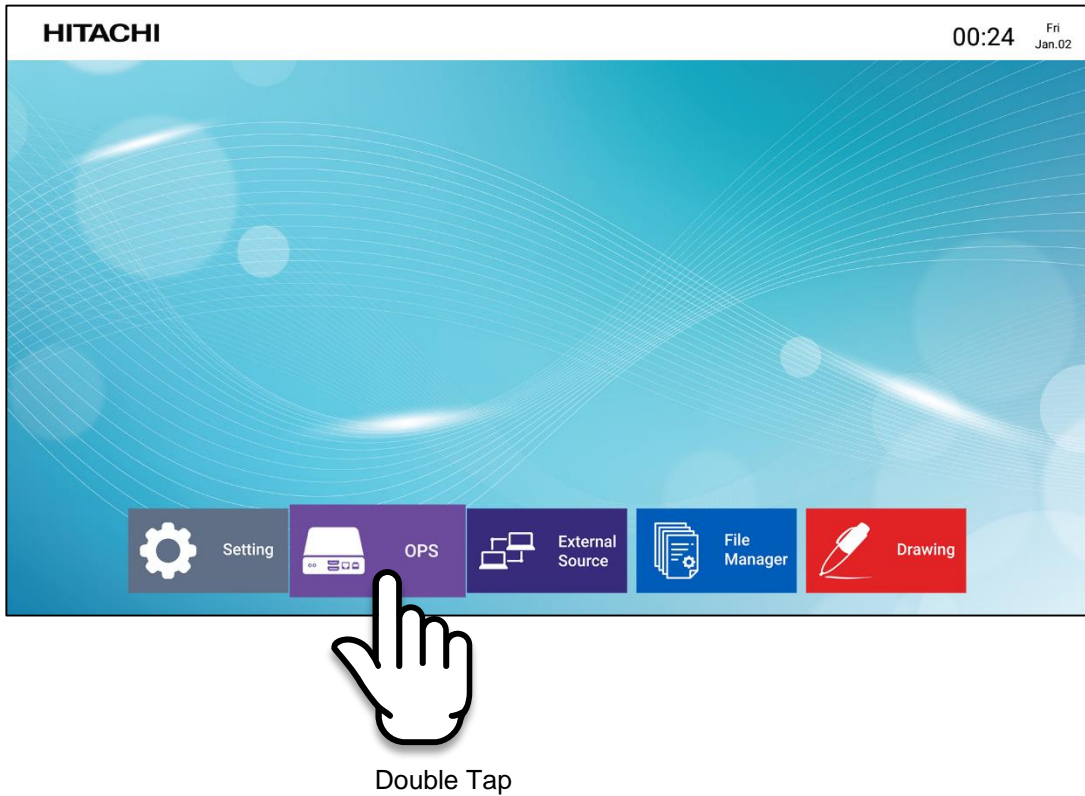 HITACHI
00:24
Fri
Jan.02
Setting
OPS
External
Source
File
Manager
Drawing
Double Tap